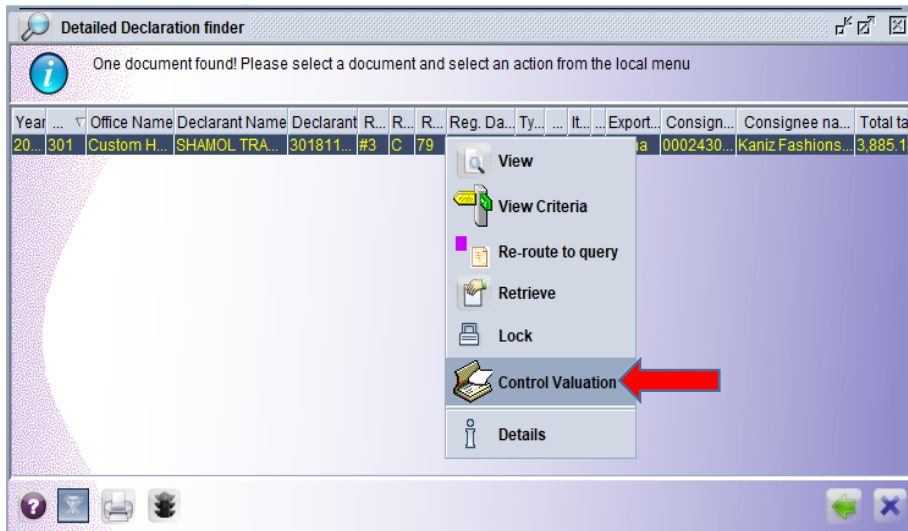 Detailed Declaration finder
One document found! Please select a document and select an action from the local menu
Year ... Office Name Declarant Name Declarant R... R... R... Reg. Da... Ty... ... It... ... Export... Consign... Consignee na... Total ta
20... 301 Custom H... SHAMOL TRA... 301811... #3 C 79 na 0002430... Kaniz Fashions... 3,885.1
View
View Criteria
Re-route to query
Retrieve
Lock
Control Valuation
Details